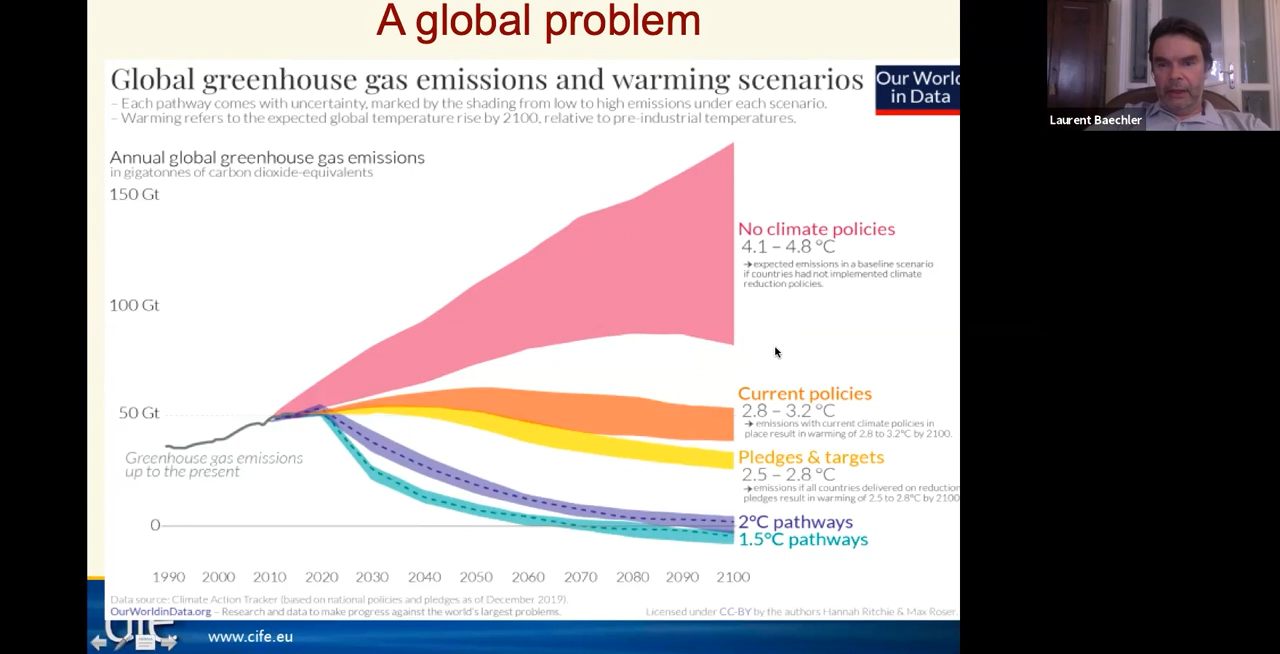 A global problem
Global greenhouse gas emissions and warming scenarios
Our World
in Data
– Each pathway comes with uncertainty, marked by the shading from low to high emissions under each scenario.
– Warming refers to the expected global temperature rise by 2100, relative to pre-industrial temperatures.
Laurent Baechler
Annual global greenhouse gas emissions
in gigatonnes of carbon dioxide-equivalents
150 Gt
100 Gt
50 Gt
0
Greenhouse gas emissions
up to the present
No climate policies
4.1 – 4.8 °C
→expected emissions in a baseline scenario
if countries had not implemented climate
reduction policies.
Current policies
2.8 – 3.2 °C
→ emissions with current climate policies in
place result in warming of 2.8 to 3.2°C by 2100.
Pledges & targets
2.5 – 2.8 °C
→emissions if all countries delivered on reduction
pledges result in warming of 2.5 to 2.8°C by 2100
2°C pathways
1.5°C pathways
1990 2000 2010 2020 2030 2040 2050 2060 2070 2080 2090 2100
Data source: Climate Action Tracker (based on national policies and pledges as of December 2019).
OurWorldinData.org – Research and data to make progress against the world's largest problems.
Licensed under CC-BY by the authors Hannah Ritchie & Max Roser.
www.cife.eu